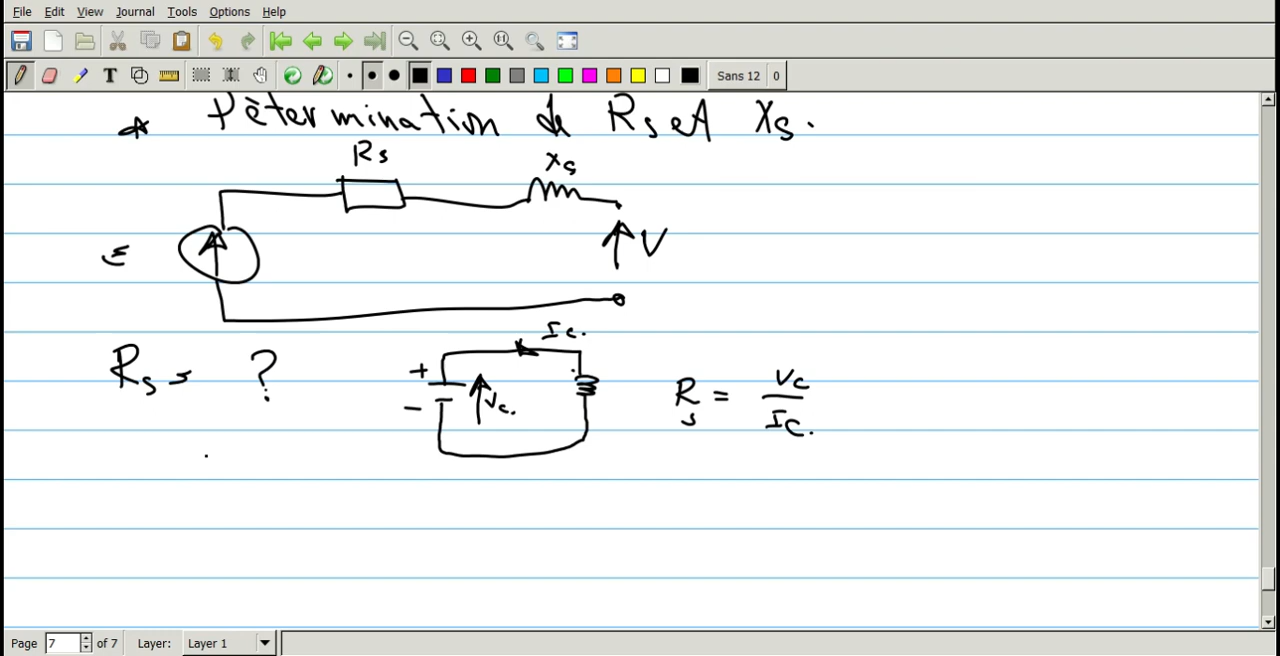 File Edit View Journal Tools Options Help
T Sans 12 0
* Détermination de Rs et Xs.
Rs Xs
E V
Ic.
Rs = ? + Vc. - Rs = Vc / Ic.
Page 7 of 7 Layer: Layer 1